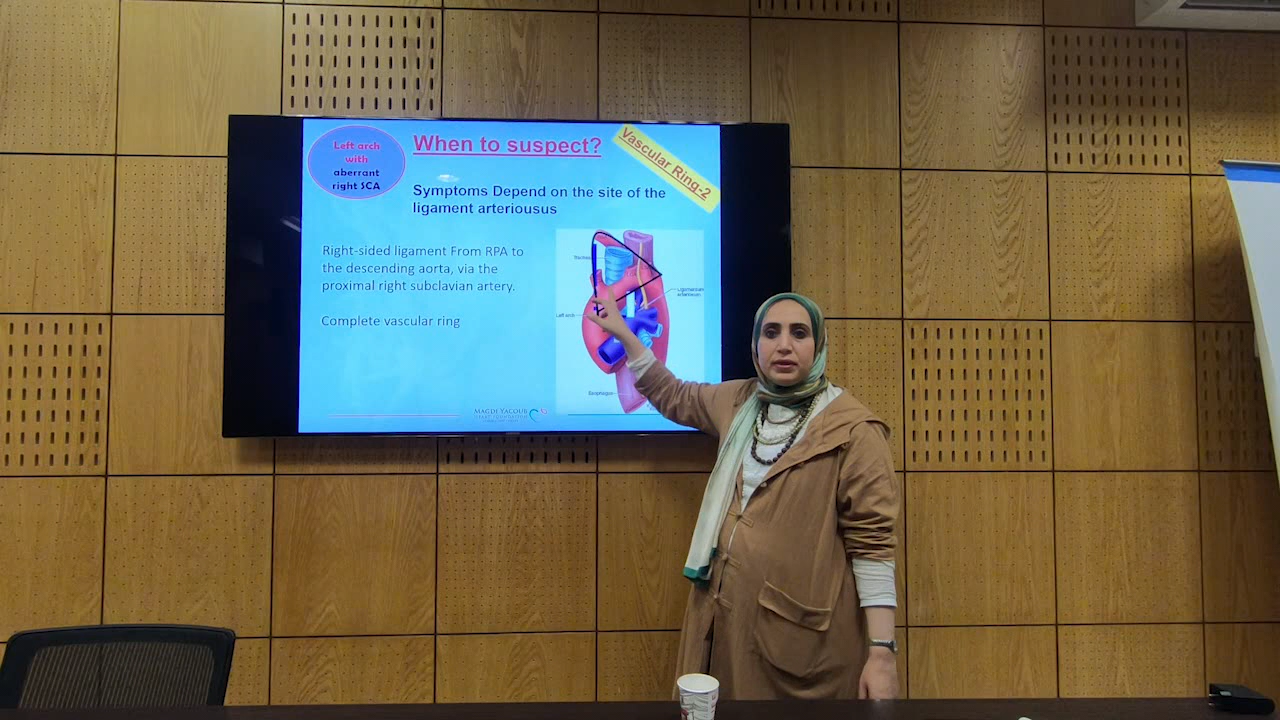 Left arch
with
aberrant
right SCA
When to suspect?
Vascular Ring-2
Symptoms Depend on the site of the
ligament arteriousus
Right-sided ligament From RPA to
the descending aorta, via the
proximal right subclavian artery.
Complete vascular ring
Ligamentum
arteriosum
Left arch
Esophagus
MAGDI YACOUB
HEART FOUNDATION